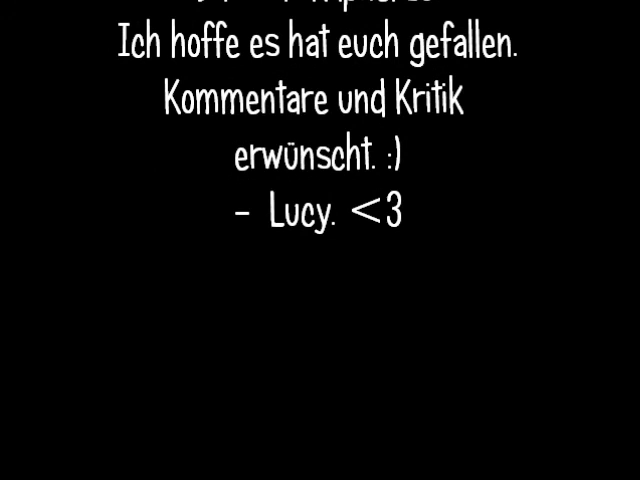 Ich hoffe es hat euch gefallen.
Kommentare und Kritik
erwünscht. :)
- Lucy. <3